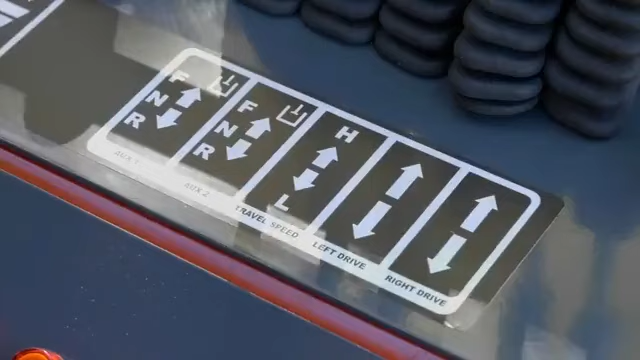 F
N
R
AUX 1
F
N
R
AUX 2
H
L
TRAVEL SPEED
LEFT DRIVE
RIGHT DRIVE